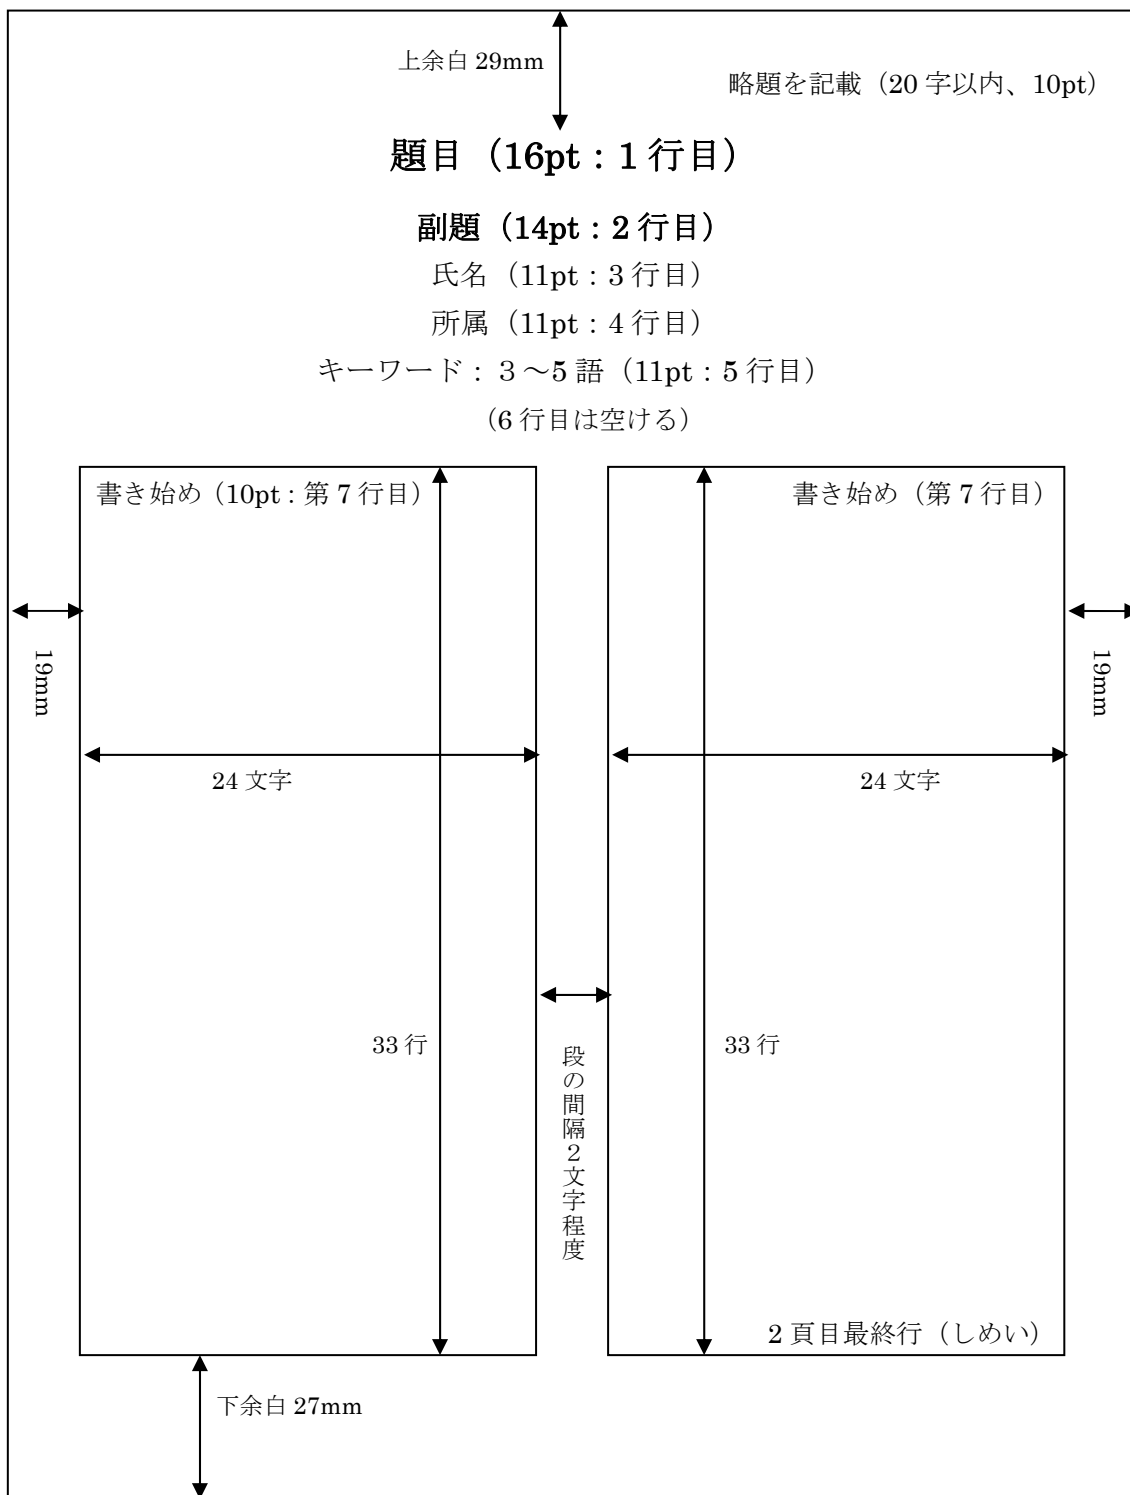 上余白 29mm
略題を記載（20 字以内、10pt）
題目（16pt：1 行目）
副題（14pt：2 行目）
氏名（11pt：3 行目）
所属（11pt：4 行目）
キーワード：３～5 語（11pt：5 行目）
（6 行目は空ける）
書き始め（10pt：第 7 行目）
書き始め（第 7 行目）
19mm
19mm
24 文字
24 文字
33 行
33 行
段の間隔２文字程度
2 頁目最終行（しめい）
下余白 27mm